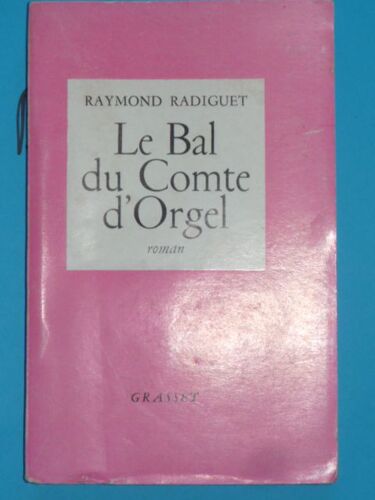 RAYMOND RADIGUET
Le Bal
du Comte
d'Orgel
roman
GRASSET